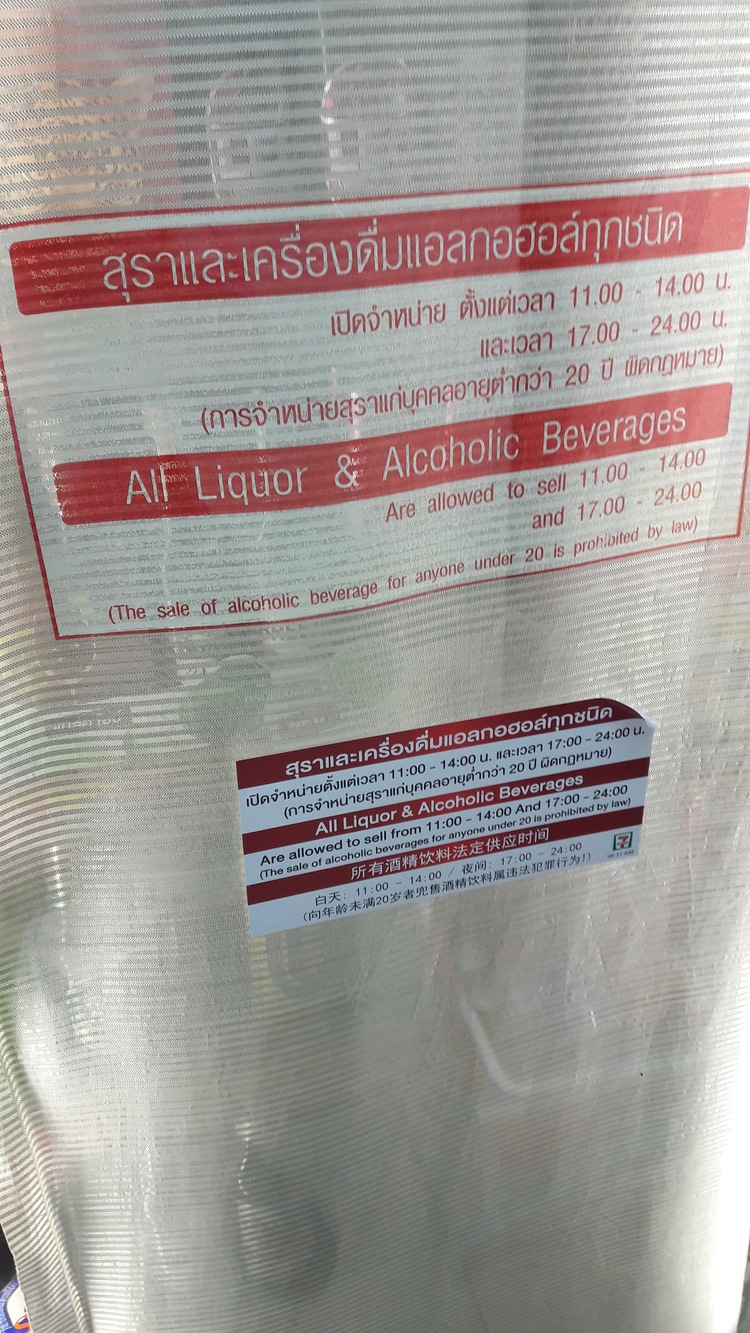 สุราและเครื่องดื่มแอลกอฮอล์ทุกชนิด
เปิดจำหน่าย ตั้งแต่เวลา 11.00 - 14.00 น.
และเวลา 17.00 - 24.00 น.
(การจำหน่ายสุราแก่บุคคลอายุต่ำกว่า 20 ปี ผิดกฎหมาย)
All Liquor & Alcoholic Beverages
Are allowed to sell 11.00 - 14.00
and 17.00 - 24.00
(The sale of alcoholic beverage for anyone under 20 is prohibited by law)
สุราและเครื่องดื่มแอลกอฮอล์ทุกชนิด
เปิดจำหน่ายตั้งแต่เวลา 11:00 - 14:00 น. และเวลา 17:00 - 24:00 น.
(การจำหน่ายสุราแก่บุคคลอายุต่ำกว่า 20 ปี ผิดกฎหมาย)
All Liquor & Alcoholic Beverages
Are allowed to sell from 11:00 - 14:00 And 17:00 - 24:00
(The sale of alcoholic beverages for anyone under 20 is prohibited by law)
所有酒精饮料法定供应时间
白天: 11:00 - 14:00 / 夜间: 17:00 - 24:00
(向年龄未满20岁者兜售酒精饮料属违法犯罪行为!)